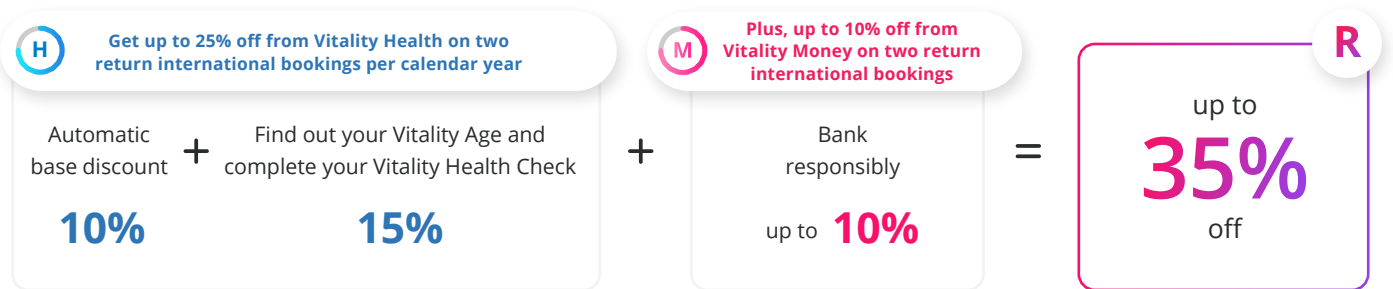 H
Get up to 25% off from Vitality Health on two
return international bookings per calendar year
Automatic
base discount
10%
+
Find out your Vitality Age and
complete your Vitality Health Check
15%
+
M
Plus, up to 10% off from
Vitality Money on two return
international bookings
Bank
responsibly
up to 10%
=
R
up to
35%
off